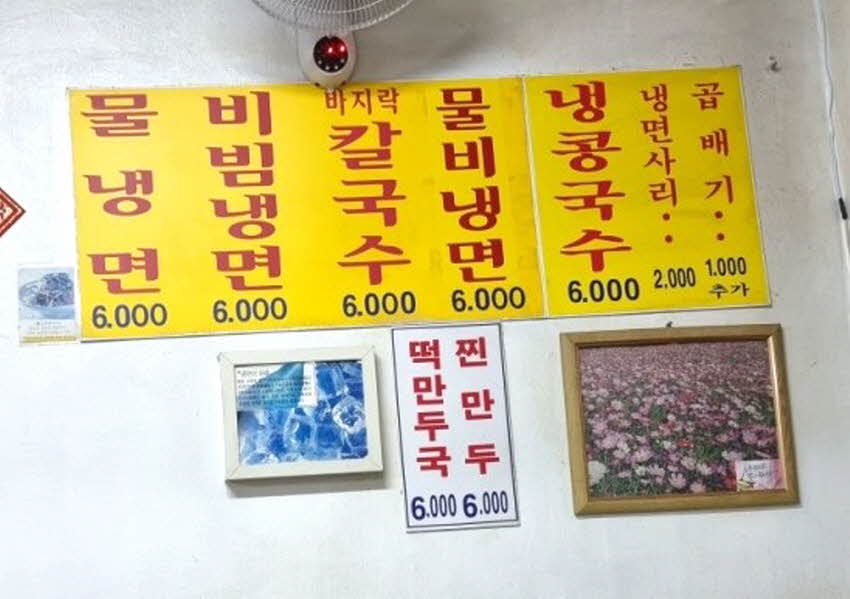 물냉면
6.000
비빔냉면
6.000
바지락
칼국수
6.000
물비냉면
6.000
냉콩국수
6.000
냉면사리··
2.000
곱배기··
1.000
추가
떡만두국
6.000
찐만두
6.000